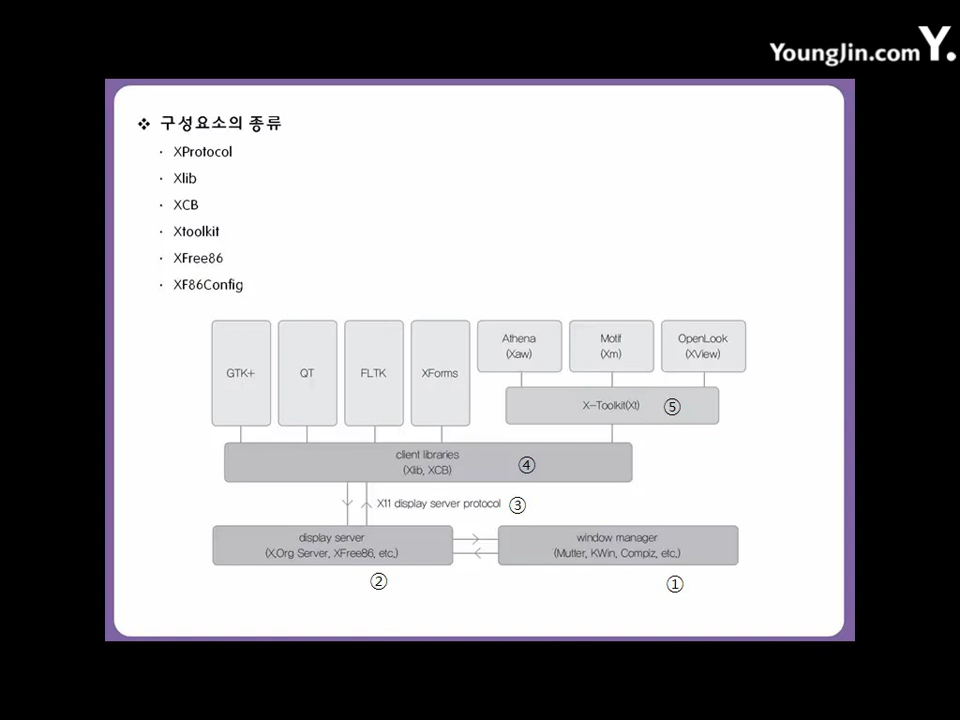 YoungJin.com Y.
❖ 구성요소의 종류
· XProtocol
· Xlib
· XCB
· Xtoolkit
· XFree86
· XF86Config
GTK+
QT
FLTK
XForms
Athena
(Xaw)
Motif
(Xm)
OpenLook
(XView)
X-Toolkit(Xt) ⑤
client libraries
(Xlib, XCB) ④
X11 display server protocol ③
display server
(X.Org Server, XFree86, etc.)
②
window manager
(Mutter, KWin, Compiz, etc.)
①